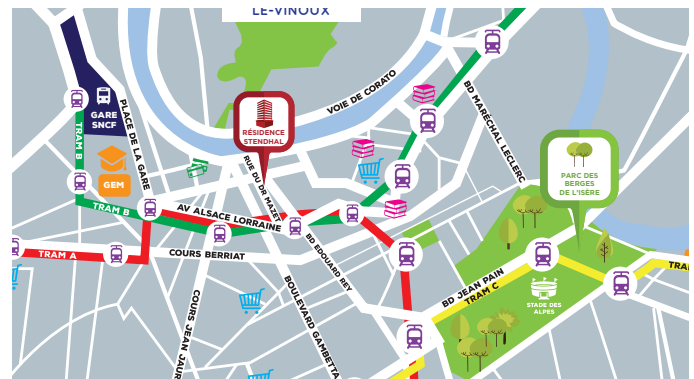 LE-VINOUX
VOIE DE CORATO
BD MARÉCHAL LECLERC
GARE
SNCF
PLACE DE LA GARE
TRAM B
RÉSIDENCE
STENDHAL
GEM
RUE DU DR MAZET
PARC DES
BERGES
DE L'ISÈRE
TRAM B
AV ALSACE LORRAINE
TRAM A
COURS BERRIAT
BD EDOUARD REY
BD JEAN PAIN
TRAM C
TRA
STADE DES
ALPES
COURS JEAN JAUR
BOULEVARD GAMBETTA